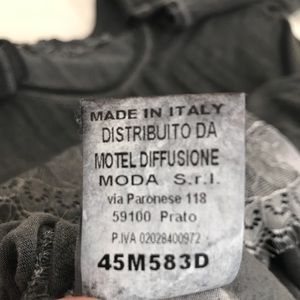 MADE IN ITALY
DISTRIBUITO DA
MOTEL DIFFUSIONE
MODA S.r.l.
via Paronese 118
59100 Prato
P.IVA 02028400972
45M583D